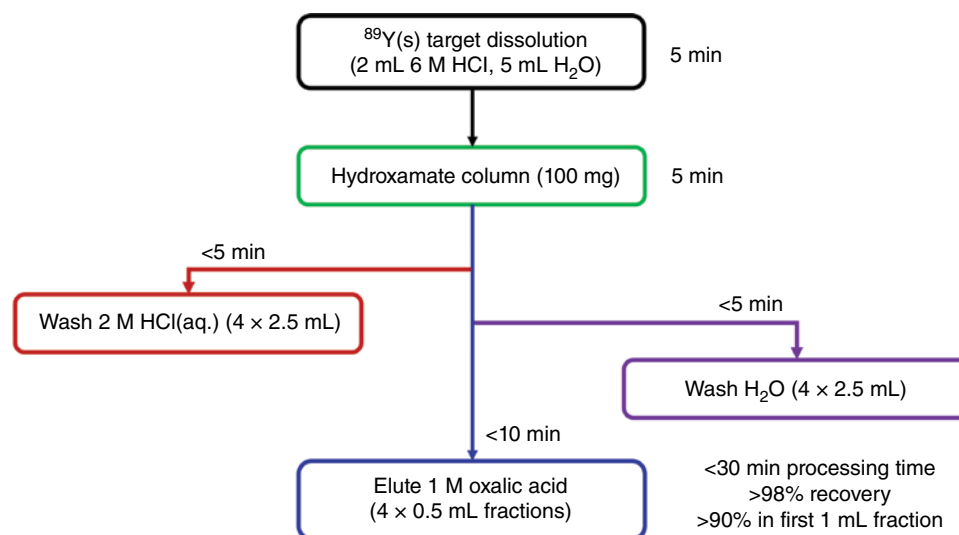 ⁸⁹Y(s) target dissolution
(2 mL 6 M HCl, 5 mL H₂O)
5 min
Hydroxamate column (100 mg)
5 min
<5 min
Wash 2 M HCl(aq.) (4 × 2.5 mL)
<5 min
Wash H₂O (4 × 2.5 mL)
<10 min
Elute 1 M oxalic acid
(4 × 0.5 mL fractions)
<30 min processing time
>98% recovery
>90% in first 1 mL fraction